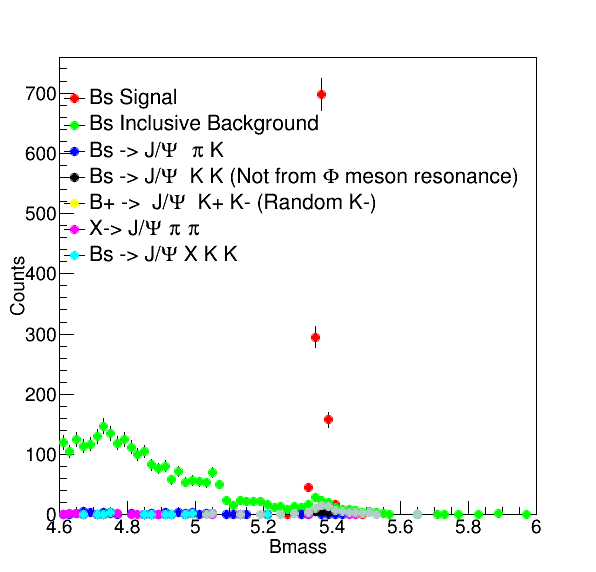 700
600
500
400
300
200
100
0
Counts
Bs Signal
Bs Inclusive Background
Bs -> J/Ψ π K
Bs -> J/Ψ K K (Not from Φ meson resonance)
B+ -> J/Ψ K+ K- (Random K-)
X-> J/Ψ π π
Bs -> J/Ψ X K K
4.6 4.8 5 5.2 5.4 5.6 5.8 6
Bmass